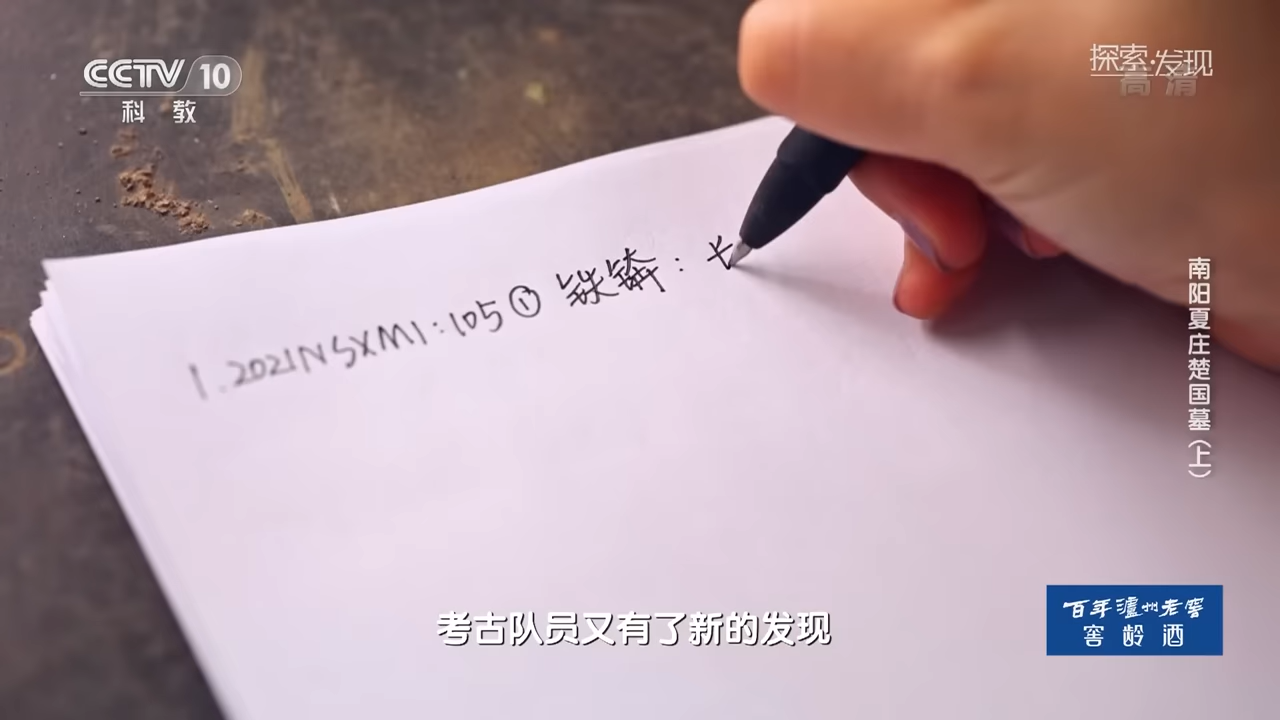 CCTV 10
科教
探索·发现
高清
1.2021NSXM1:105① 铁锛:长
南阳夏庄楚国墓（上）
考古队员又有了新的发现
百年泸州老窖
窖龄酒